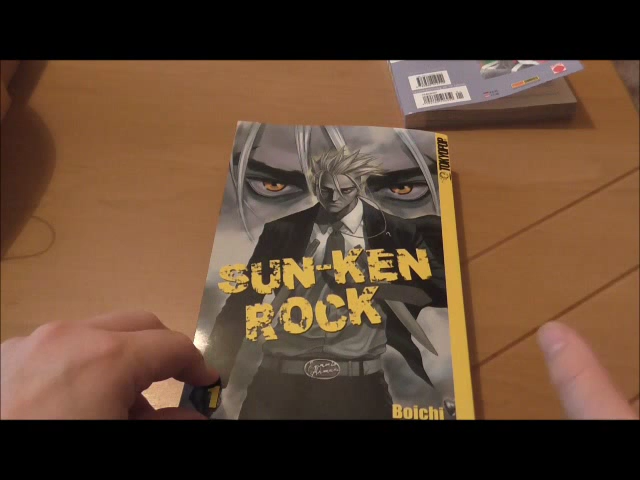 TOKYOPOP
SUN-KEN
ROCK
1
Boichi